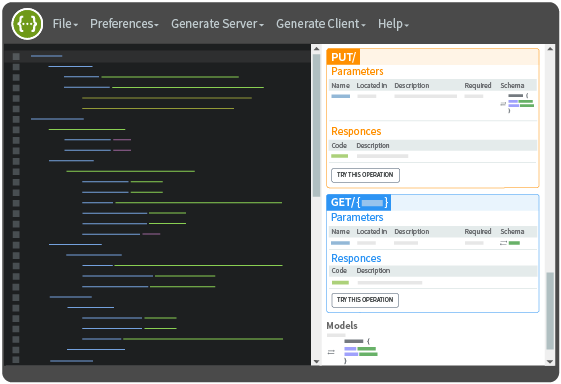 {···}
File Preferences Generate Server Generate Client Help
PUT/
Parameters
Name Located in Description Required Schema
{
}
Responces
Code Description
TRY THIS OPERATION
GET/{ }
Parameters
Name Located in Description Required Schema
Responces
Code Description
TRY THIS OPERATION
Models
{
}